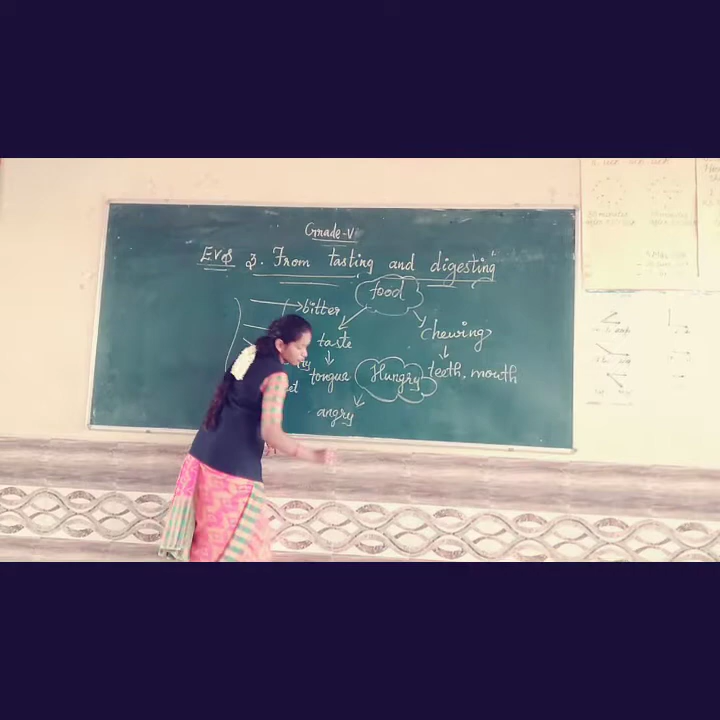 Grade-V
EVS 3. From tasting and digesting
food
bitter
taste
chewing
tongue
Hungry
teeth, mouth
angry